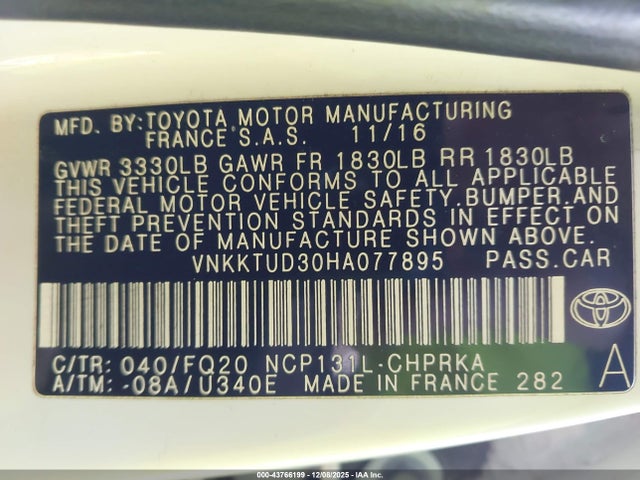 MFD. BY: TOYOTA MOTOR MANUFACTURING
FRANCE S.A.S. 11/16
GVWR 3330LB GAWR FR 1830LB RR 1830LB
THIS VEHICLE CONFORMS TO ALL APPLICABLE
FEDERAL MOTOR VEHICLE SAFETY, BUMPER, AND
THEFT PREVENTION STANDARDS IN EFFECT ON
THE DATE OF MANUFACTURE SHOWN ABOVE.
VNKKTUD30HA077895 PASS.CAR
C/TR: 040/FQ20 NCP131L-CHPRKA
A/TM: -08A/U340E MADE IN FRANCE 282
A
000-43766199 - 12/08/2025 - IAA Inc.